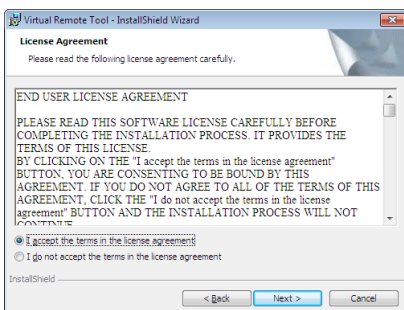 Virtual Remote Tool - InstallShield Wizard
License Agreement
Please read the following license agreement carefully.
END USER LICENSE AGREEMENT
PLEASE READ THIS SOFTWARE LICENSE CAREFULLY BEFORE
COMPLETING THE INSTALLATION PROCESS. IT PROVIDES THE
TERMS OF THIS LICENSE.
BY CLICKING ON THE "I accept the terms in the license agreement"
BUTTON, YOU ARE CONSENTING TO BE BOUND BY THIS
AGREEMENT. IF YOU DO NOT AGREE TO ALL OF THE TERMS OF THIS
AGREEMENT, CLICK THE "I do not accept the terms in the license
agreement" BUTTON AND THE INSTALLATION PROCESS WILL NOT
CONTINUE.
I accept the terms in the license agreement
I do not accept the terms in the license agreement
InstallShield
< Back
Next >
Cancel